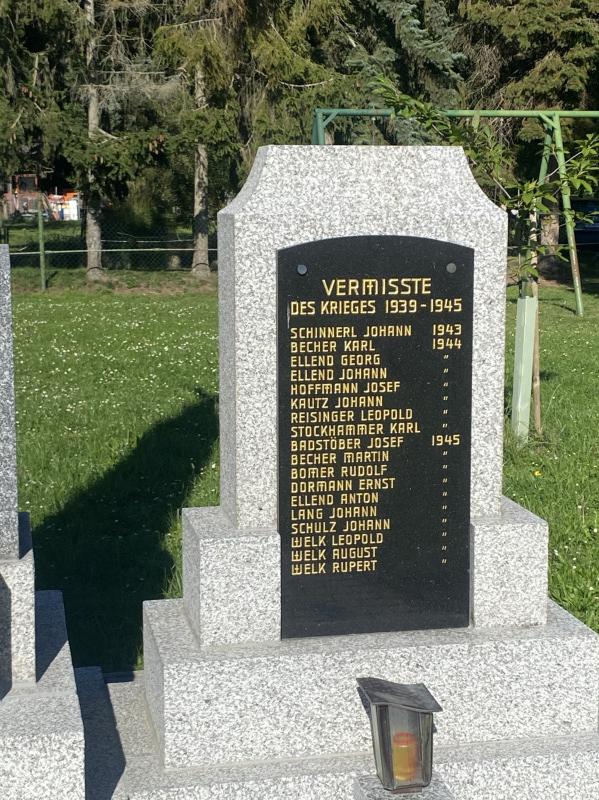 VERMISSTE
DES KRIEGES 1939-1945
SCHINNERL JOHANN 1943
BECHER KARL 1944
ELLEND GEORG "
ELLEND JOHANN "
HOFFMANN JOSEF "
KAUTZ JOHANN "
REISINGER LEOPOLD "
STOCKHAMMER KARL "
BADSTÖBER JOSEF 1945
BECHER MARTIN "
BOMER RUDOLF "
DORMANN ERNST "
ELLEND ANTON "
LANG JOHANN "
SCHULZ JOHANN "
WELK LEOPOLD "
WELK AUGUST "
WELK RUPERT "